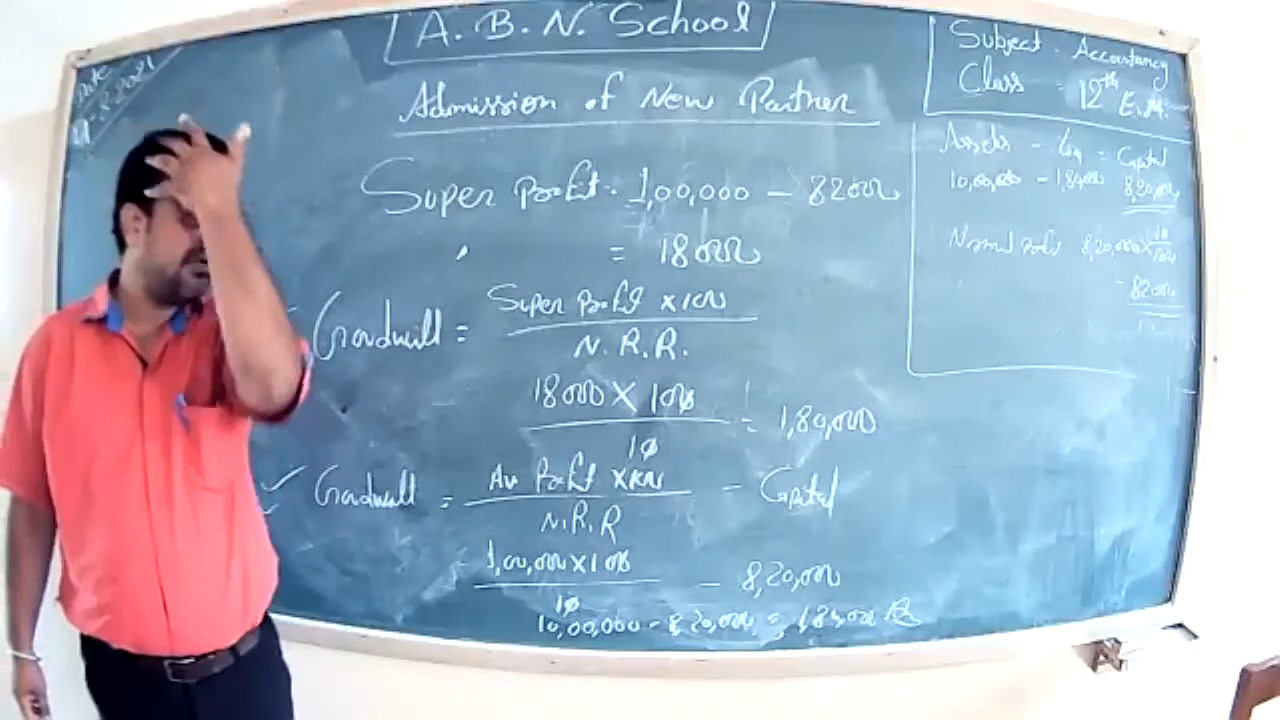 A. B. N. School
Date
-8-2021
Subject - Accountancy
Class - 12th E.M.
Admission of New Partner
Super Profit - 1,00,000 - 82000
" = 18000
Goodwill = Super Profit x 100
N. R. R.
18000 X 100 = 1,80,000
10
Goodwill = Av Profit x 100 - Capital
N.R.R
1,00,000 X 100 - 8,20,000
10
10,00,000 - 8,20,000 = 1,80,000 Rs
Assets - = Capital
10,00,000 - 1,80,000 8,20,000
Normal Profit 8,20,000 x 10
100
- 82000